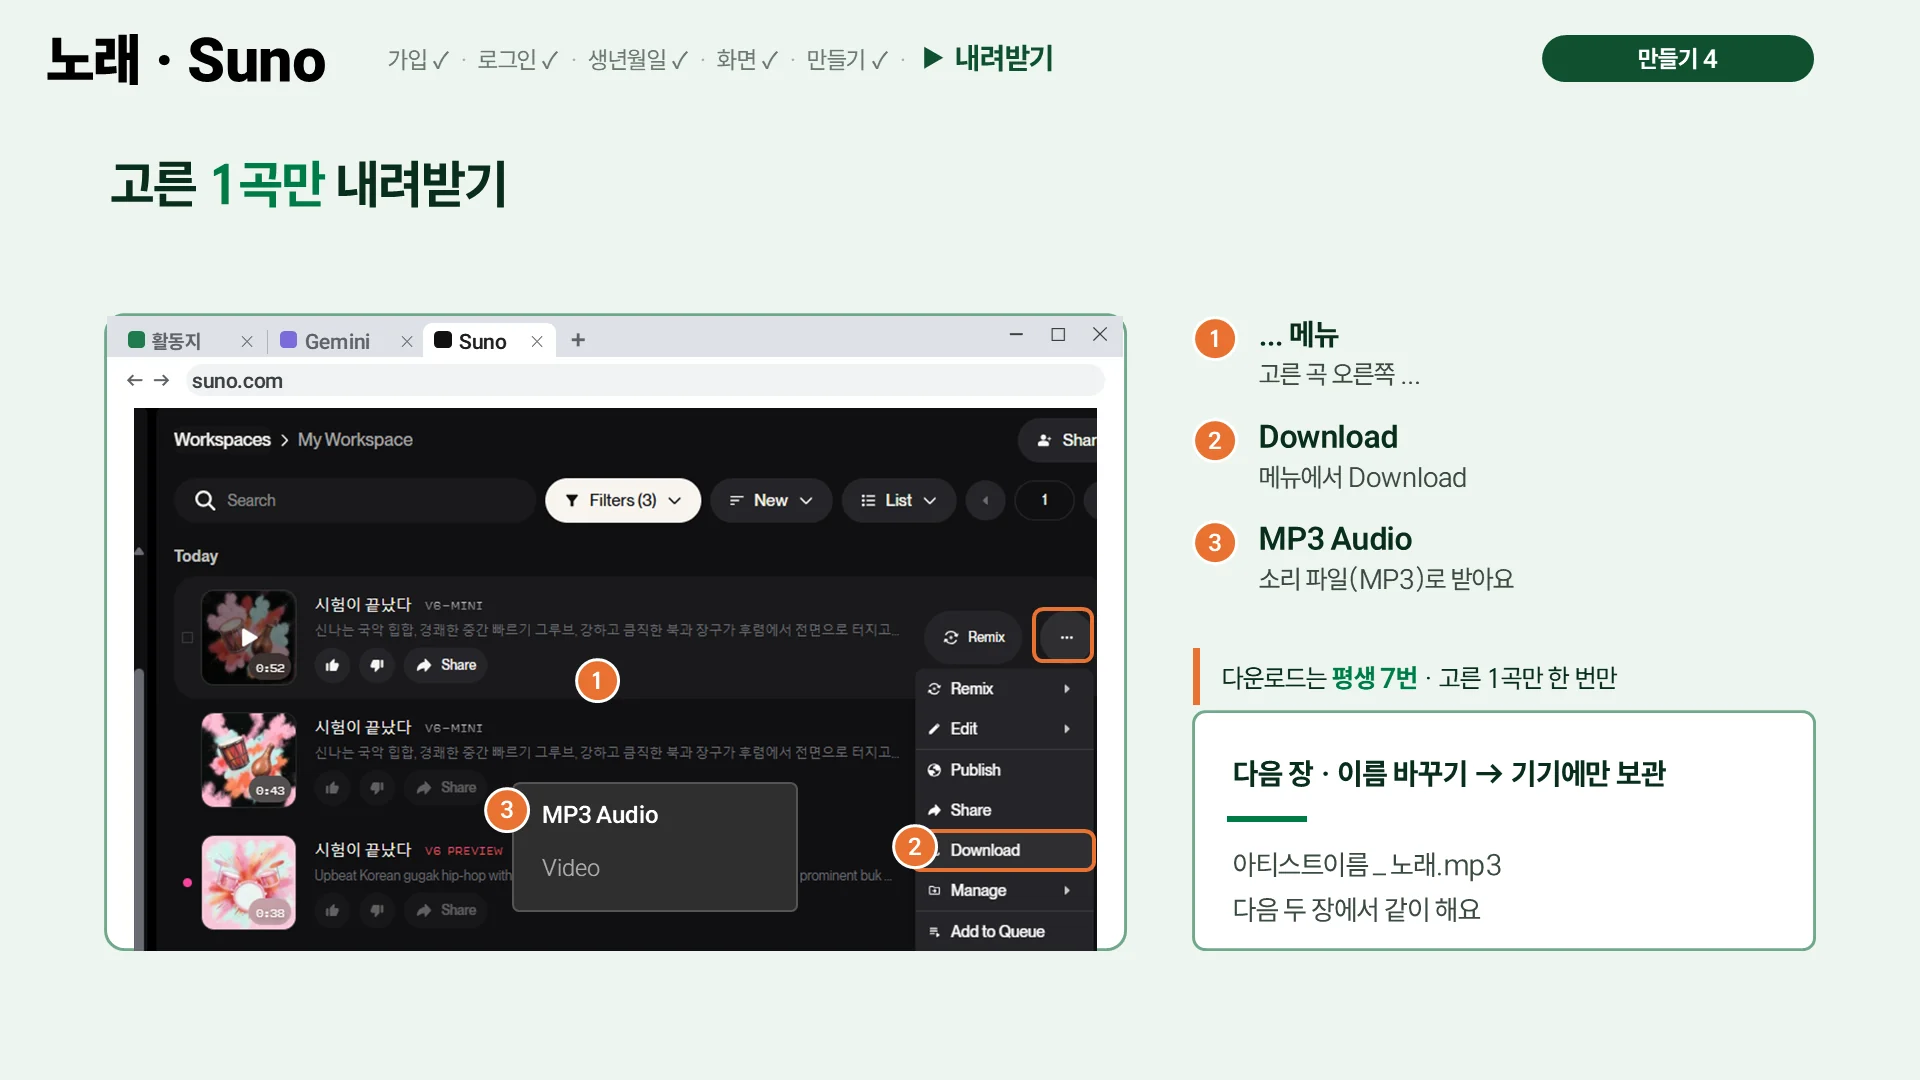 노래 · Suno
가입 ✓ · 로그인 ✓ · 생년월일 ✓ · 화면 ✓ · 만들기 ✓ · ▶ 내려받기
만들기 4
고른 1곡만 내려받기
활동지 × Gemini × Suno × +
← → suno.com
Workspaces > My Workspace
Shar
Search
Filters (3)
New
List
1
Today
시험이 끝났다 V6-MINI
신나는 국악 힙합, 경쾌한 중간 빠르기 그루브, 강하고 큼직한 북과 장구가 후렴에서 전면으로 터지고...
0:52
Share
Remix
...
1
시험이 끝났다 V6-MINI
신나는 국악 힙합, 경쾌한 중간 빠르기 그루브, 강하고 큼직한 북과 장구가 후렴에서 전면으로 터지고...
0:43
Share
시험이 끝났다 V6 PREVIEW
Upbeat Korean gugak hip-hop with
prominent buk ...
0:38
Share
3
MP3 Audio
Video
Remix
Edit
Publish
Share
2
Download
Manage
Add to Queue
1
... 메뉴
고른 곡 오른쪽 ...
2
Download
메뉴에서 Download
3
MP3 Audio
소리 파일(MP3)로 받아요
다운로드는 평생 7번 · 고른 1곡만 한 번만
다음 장 · 이름 바꾸기 → 기기에만 보관
아티스트이름_노래.mp3
다음 두 장에서 같이 해요